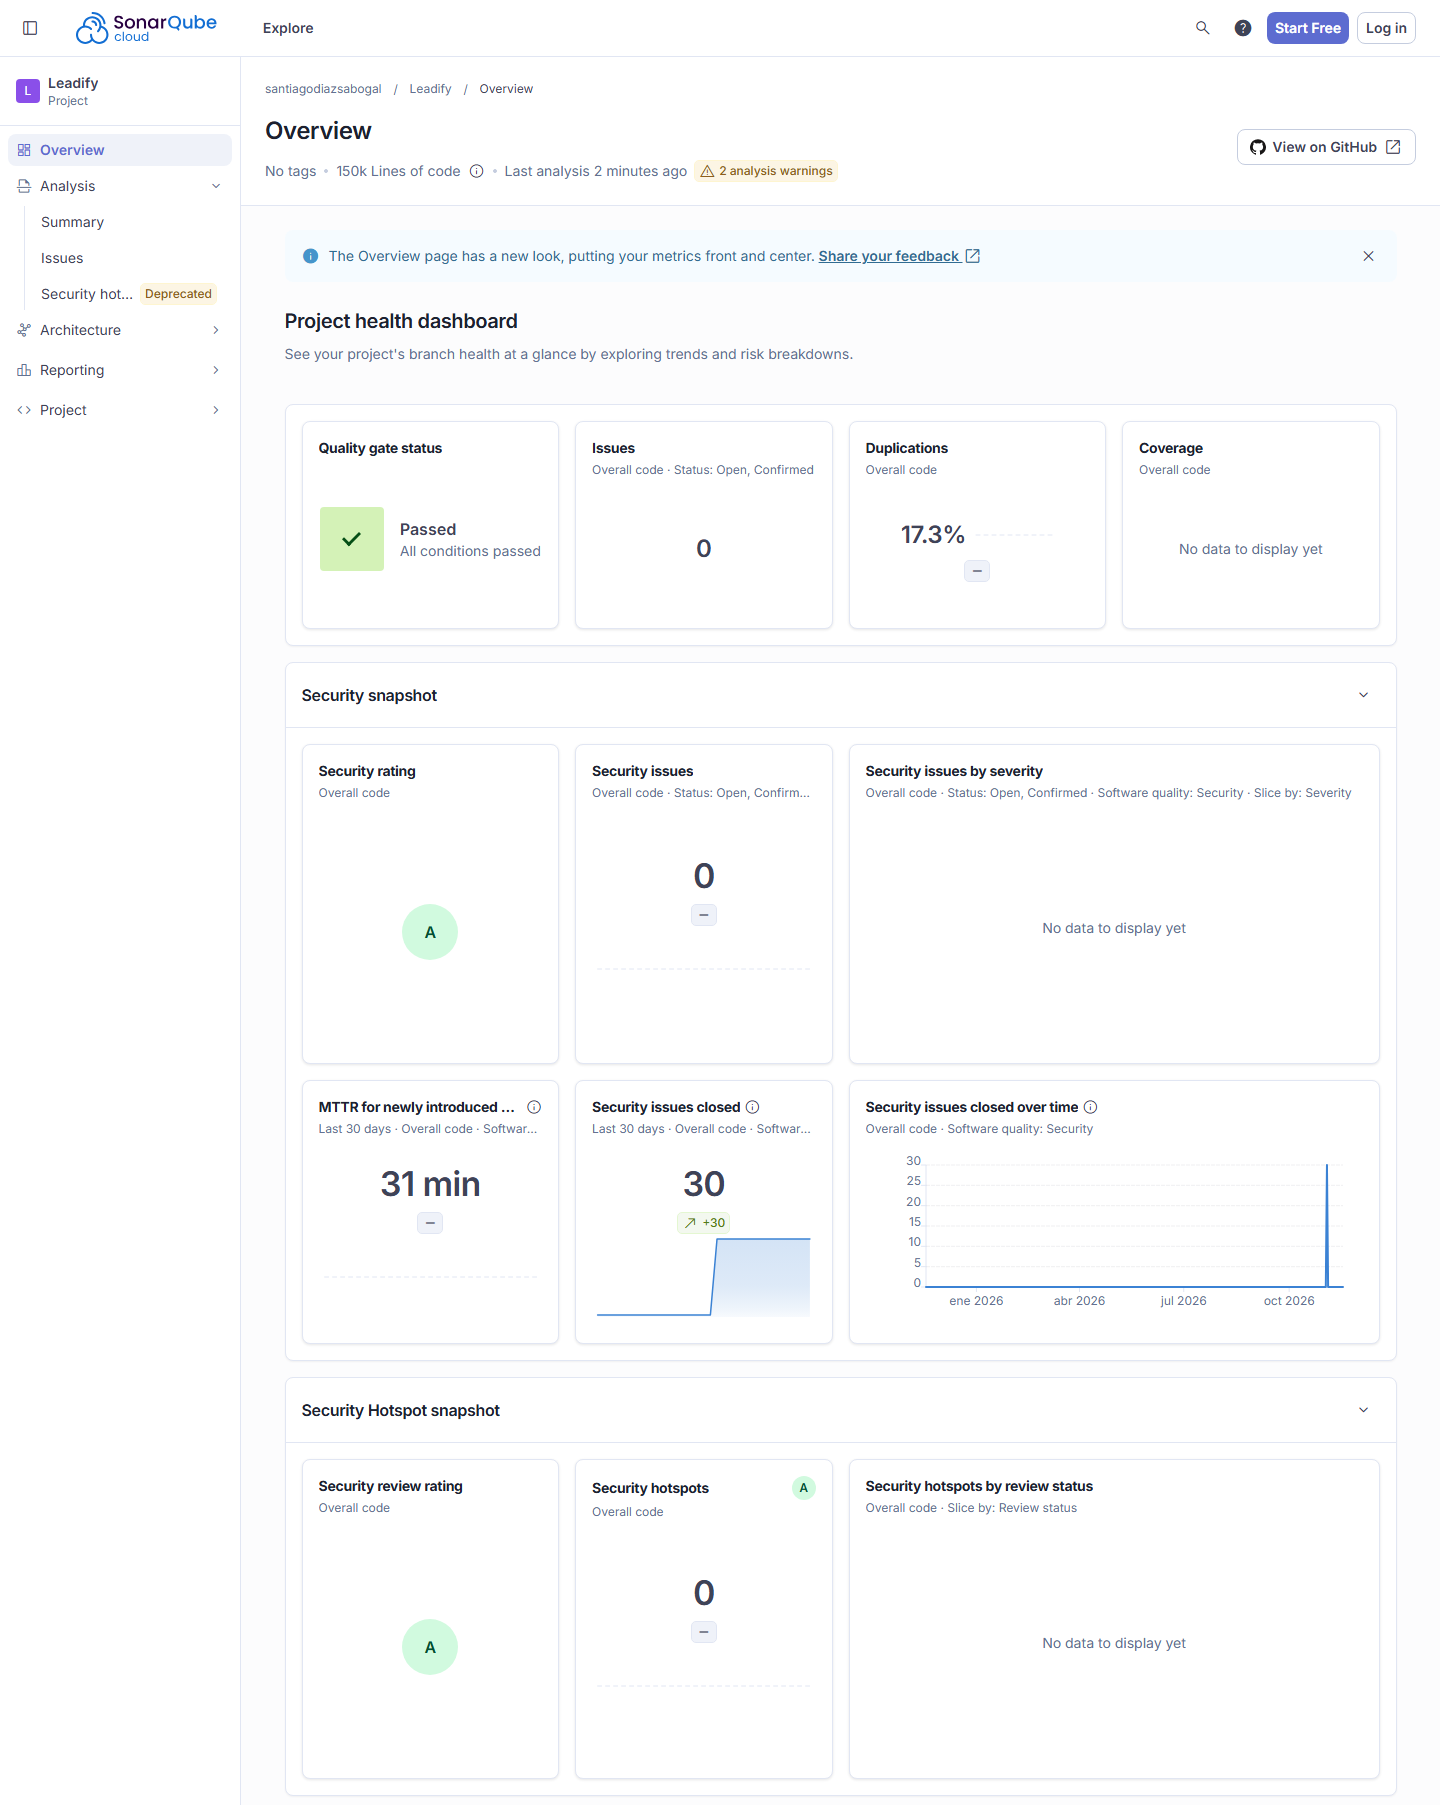 SonarQube
cloud
Explore
?
Start Free
Log in
L
Leadify
Project
Overview
Analysis
Summary
Issues
Security hot...
Deprecated
Architecture
Reporting
Project
santiagodiazsabogal / Leadify / Overview
Overview
No tags • 150k Lines of code • Last analysis 2 minutes ago
2 analysis warnings
View on GitHub
The Overview page has a new look, putting your metrics front and center. Share your feedback
Project health dashboard
See your project's branch health at a glance by exploring trends and risk breakdowns.
Quality gate status
Passed
All conditions passed
Issues
Overall code · Status: Open, Confirmed
0
Duplications
Overall code
17.3%
Coverage
Overall code
No data to display yet
Security snapshot
Security rating
Overall code
A
Security issues
Overall code · Status: Open, Confirm...
0
Security issues by severity
Overall code · Status: Open, Confirmed · Software quality: Security · Slice by: Severity
No data to display yet
MTTR for newly introduced ...
Last 30 days · Overall code · Softwar...
31 min
Security issues closed
Last 30 days · Overall code · Softwar...
30
+30
Security issues closed over time
Overall code · Software quality: Security
30
25
20
15
10
5
0
ene 2026
abr 2026
jul 2026
oct 2026
Security Hotspot snapshot
Security review rating
Overall code
A
Security hotspots
A
Overall code
0
Security hotspots by review status
Overall code · Slice by: Review status
No data to display yet